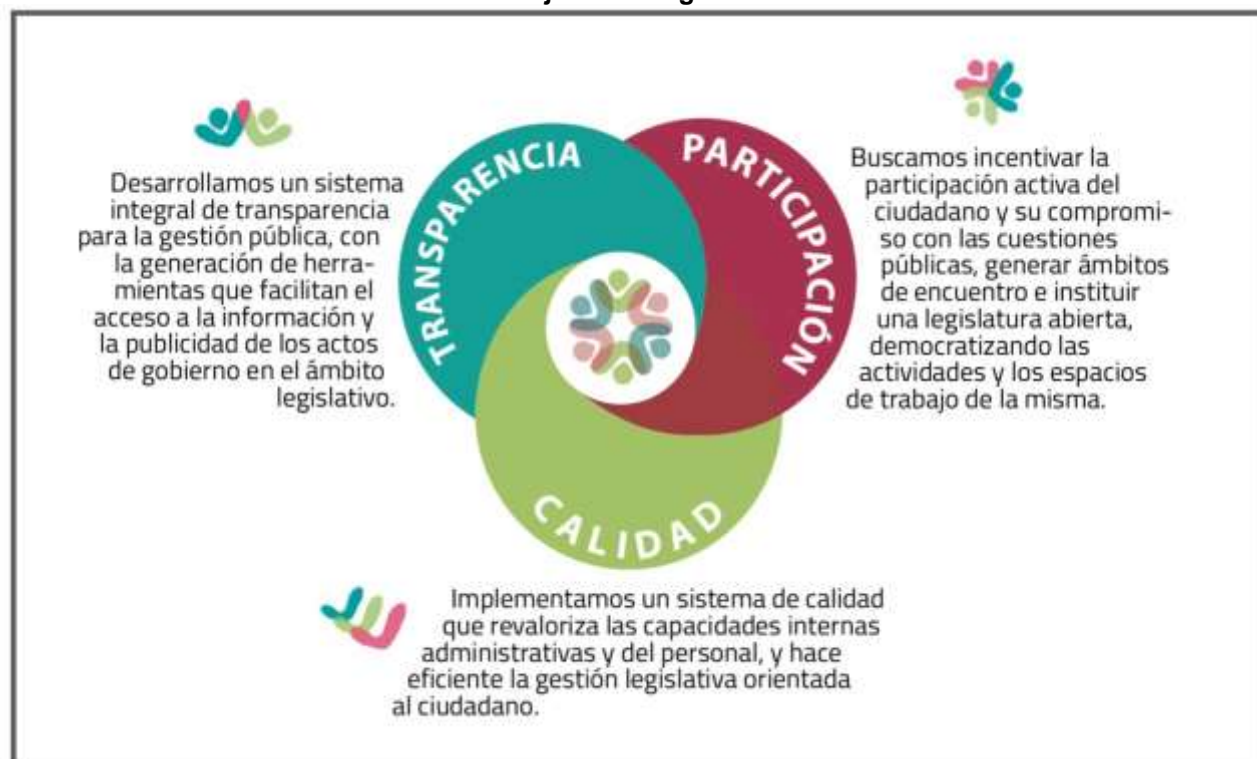 TRANSPARENCIA
Desarrollamos un sistema
integral de transparencia
para la gestión pública, con
la generación de herra-
mientas que facilitan el
acceso a la información y
la publicidad de los actos
de gobierno en el ámbito
legislativo.
PARTICIPACIÓN
Buscamos incentivar la
participación activa del
ciudadano y su compromi-
so con las cuestiones
públicas, generar ámbitos
de encuentro e instituir
una legislatura abierta,
democratizando las
actividades y los espacios
de trabajo de la misma.
CALIDAD
Implementamos un sistema de calidad
que revaloriza las capacidades internas
administrativas y del personal, y hace
eficiente la gestión legislativa orientada
al ciudadano.